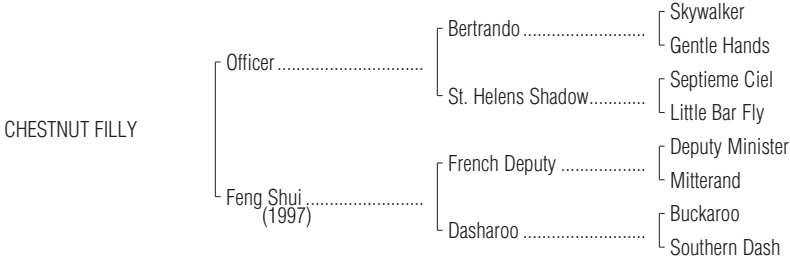 Skywalker
Bertrando ..........................
Gentle Hands
Officer ...............................
Septieme Ciel
St. Helens Shadow............
Little Bar Fly
CHESTNUT FILLY
Deputy Minister
French Deputy ..................
Mitterand
Feng Shui .........................
(1997)
Buckaroo
Dasharoo ..........................
Southern Dash